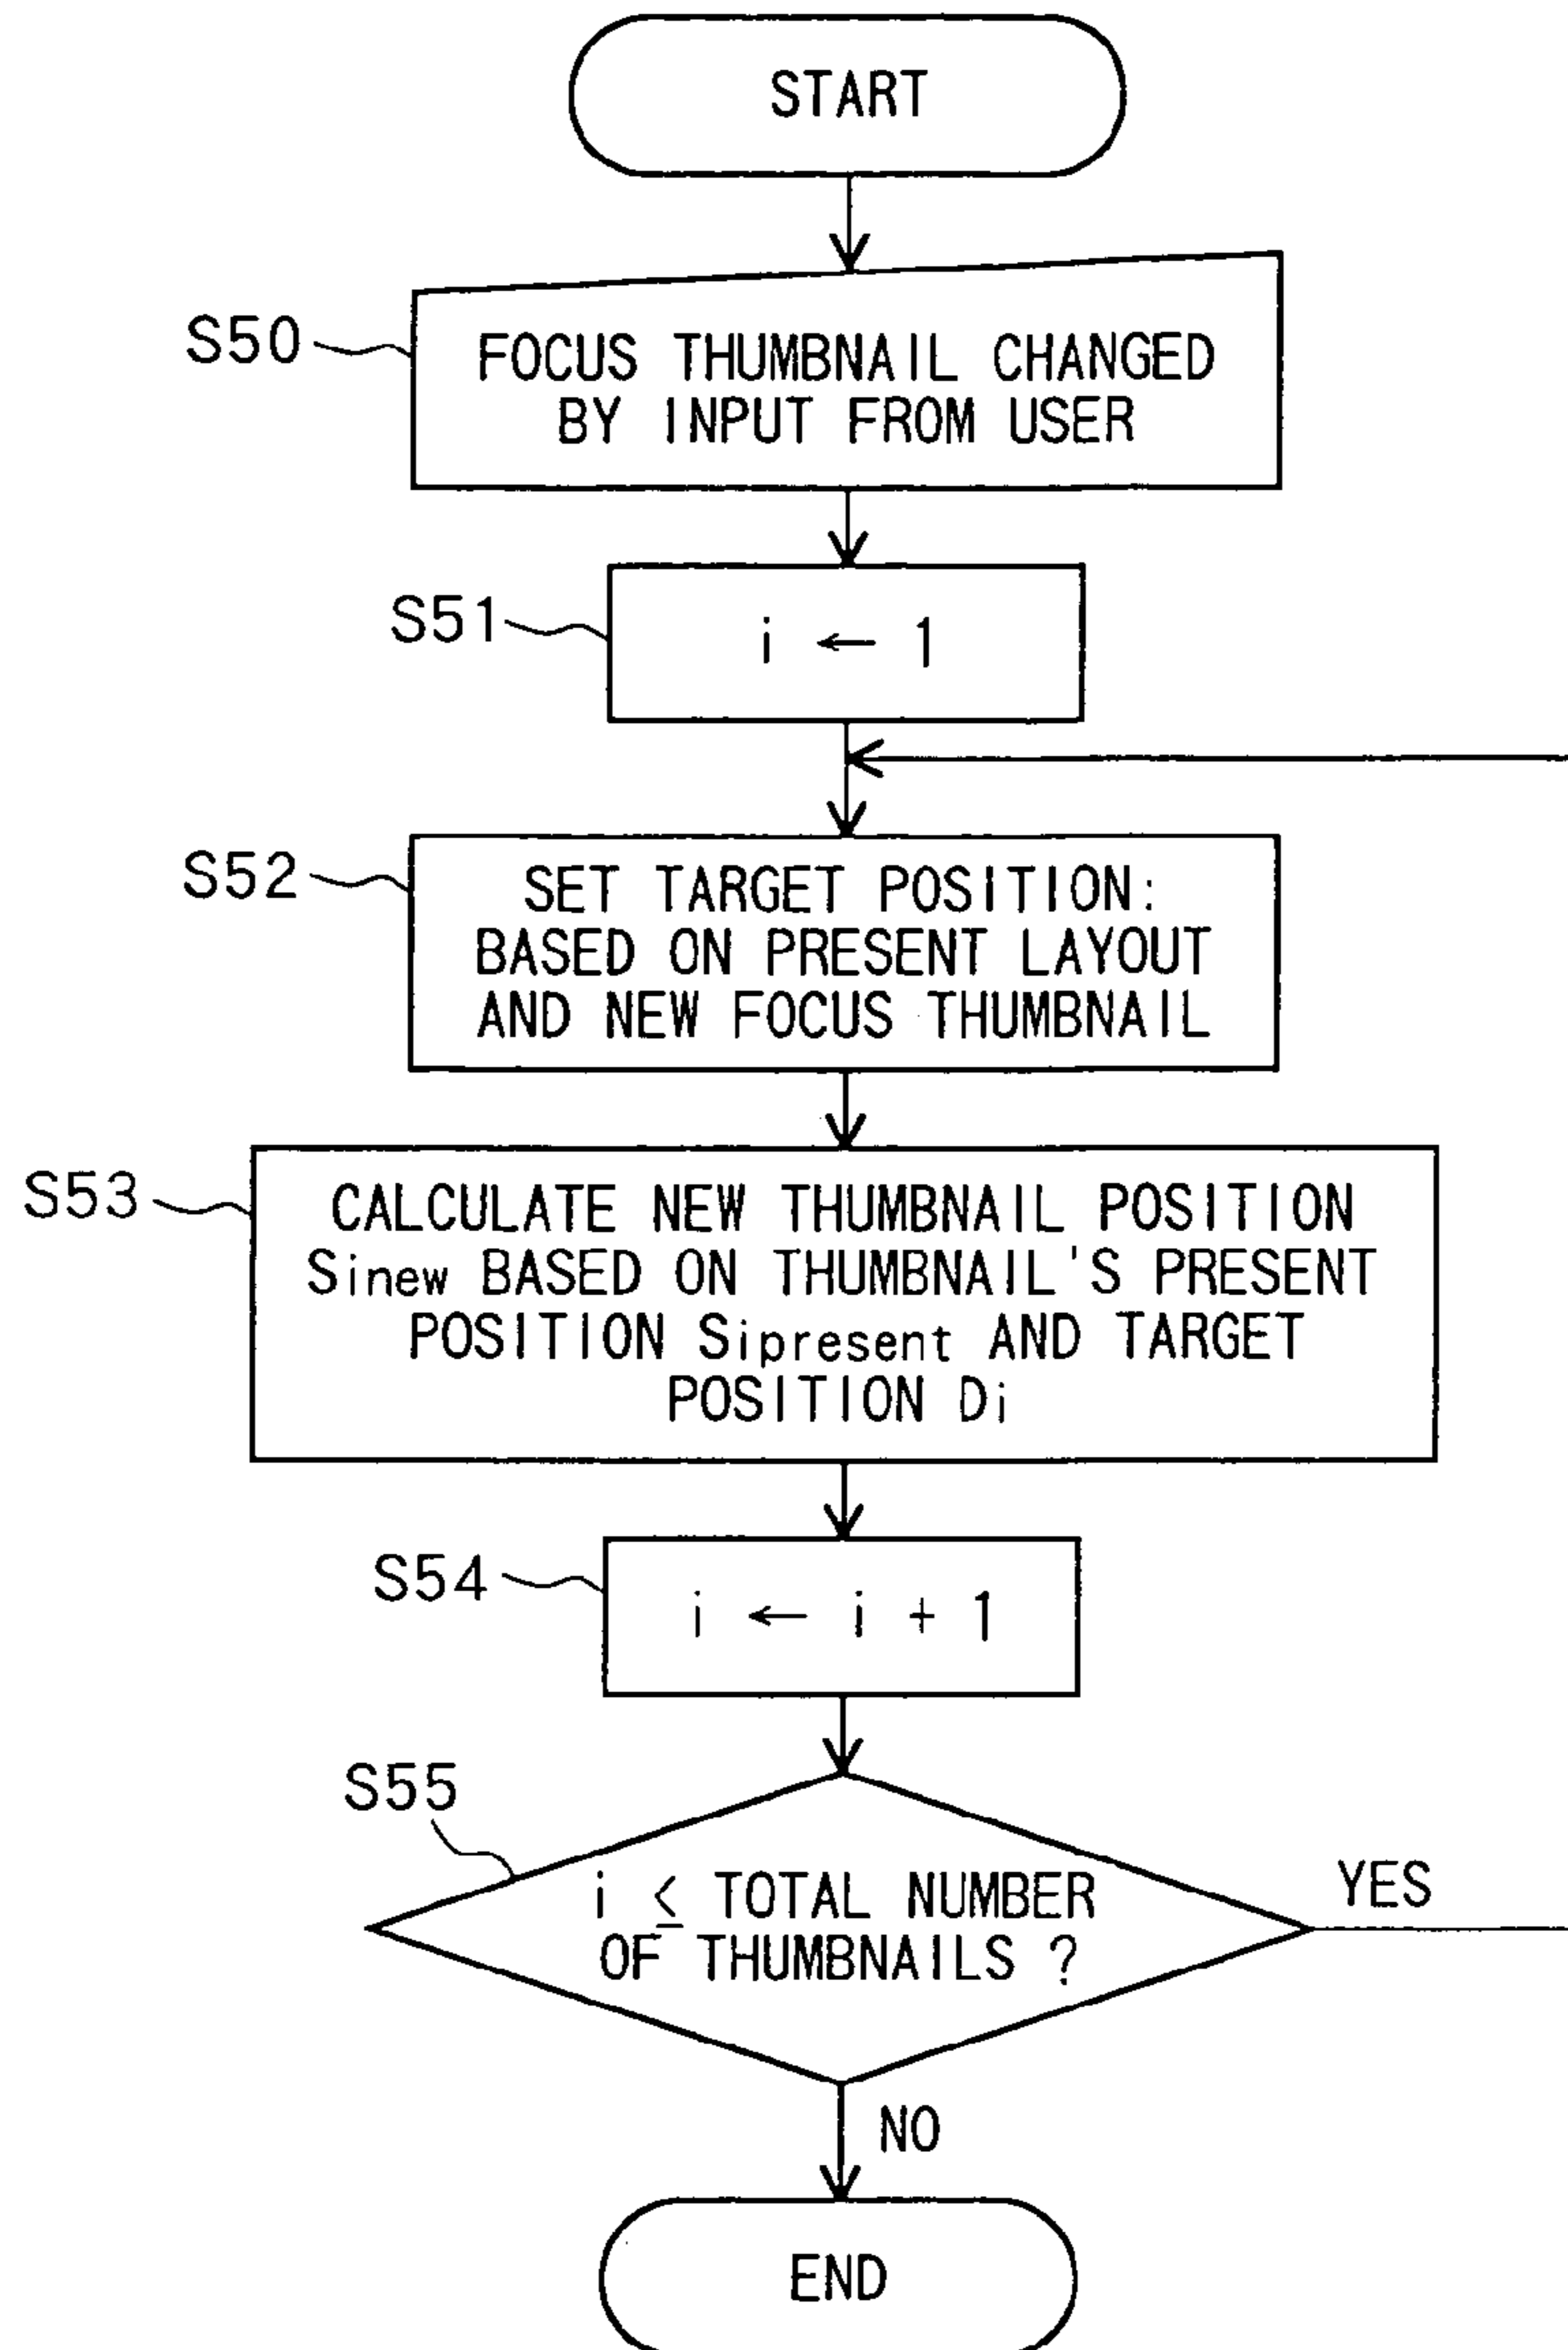 START
S50
FOCUS THUMBNAIL CHANGED
BY INPUT FROM USER
S51
i ← 1
S52
SET TARGET POSITION:
BASED ON PRESENT LAYOUT
AND NEW FOCUS THUMBNAIL
S53
CALCULATE NEW THUMBNAIL POSITION
Sinew BASED ON THUMBNAIL'S PRESENT
POSITION Sipresent AND TARGET
POSITION Di
S54
i ← i + 1
S55
i ≤ TOTAL NUMBER
OF THUMBNAILS ?
YES
NO
END